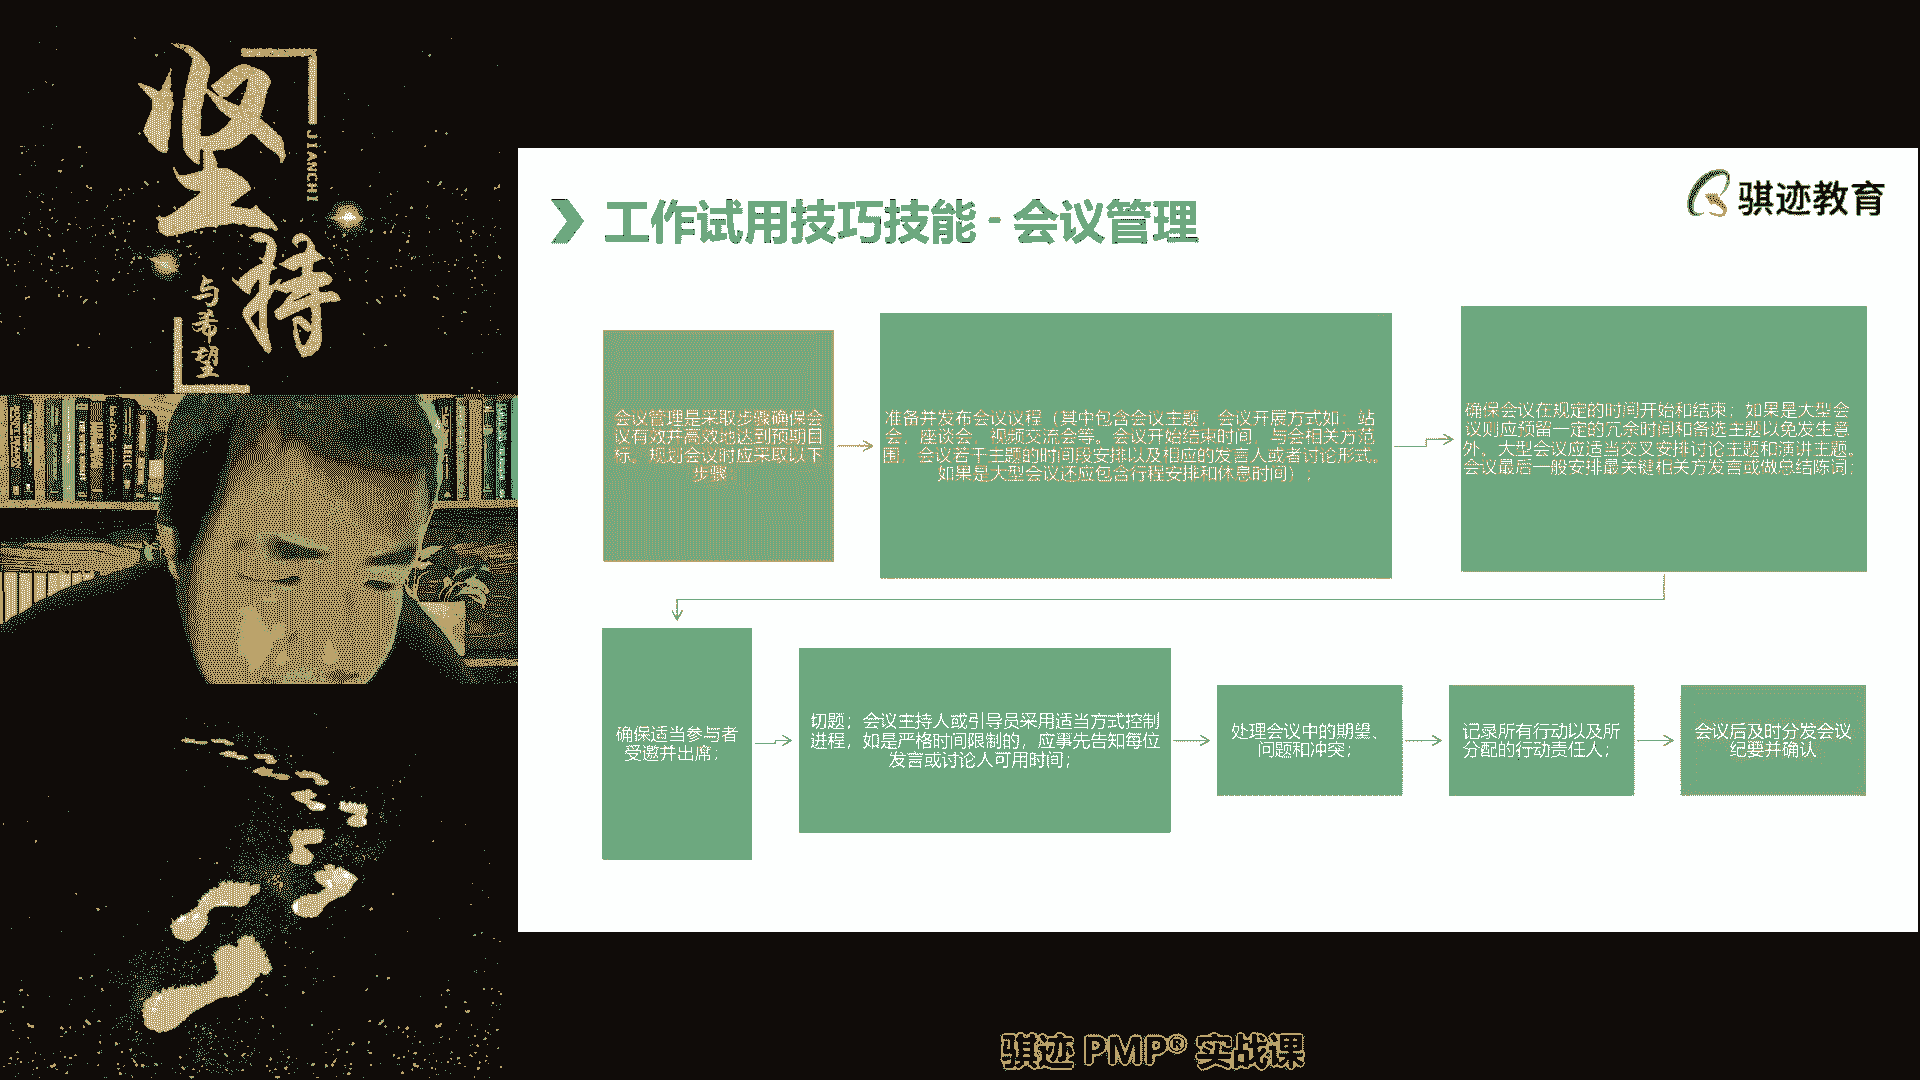 坚持
JIANCHI
与希望
骐迹教育
工作试用技巧技能 - 会议管理
会议管理是采取步骤确保会
议有效并高效地达到预期目
标。规划会议时应采取以下
步骤：
准备并发布会议议程（其中包含会议主题、会议开展方式如：站
会、座谈会、视频交流会等。会议开始结束时间、与会相关方范
围、会议若干主题的时间段安排以及相应的发言人或者讨论形式。
如果是大型会议还应包含行程安排和休息时间）；
确保会议在规定的时间开始和结束；如果是大型会
议则应预留一定的冗余时间和备选主题以免发生意
外、大型会议应适当交叉安排讨论主题和演讲主题。
会议最后一般安排最关键相关方发言或做总结陈词；
确保适当参与者
受邀并出席；
切题；会议主持人或引导员采用适当方式控制
进程，如是严格时间限制的，应事先告知每位
发言或讨论人可用时间；
处理会议中的期望、
问题和冲突；
记录所有行动以及所
分配的行动责任人；
会议后及时分发会议
纪要并确认
骐迹 PMP® 实战课